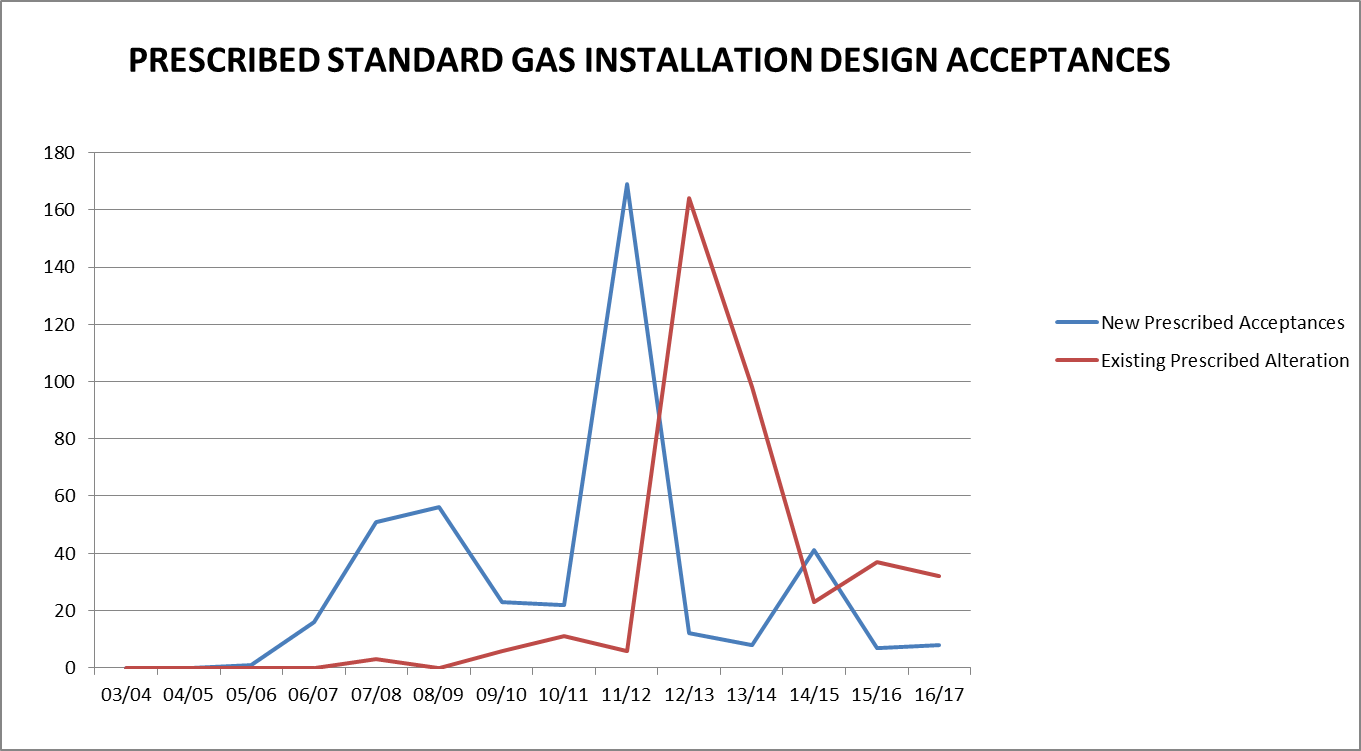 PRESCRIBED STANDARD GAS INSTALLATION DESIGN ACCEPTANCES
180
160
140
120
100
80
60
40
20
0
03/04 04/05 05/06 06/07 07/08 08/09 09/10 10/11 11/12 12/13 13/14 14/15 15/16 16/17
New Prescribed Acceptances
Existing Prescribed Alteration